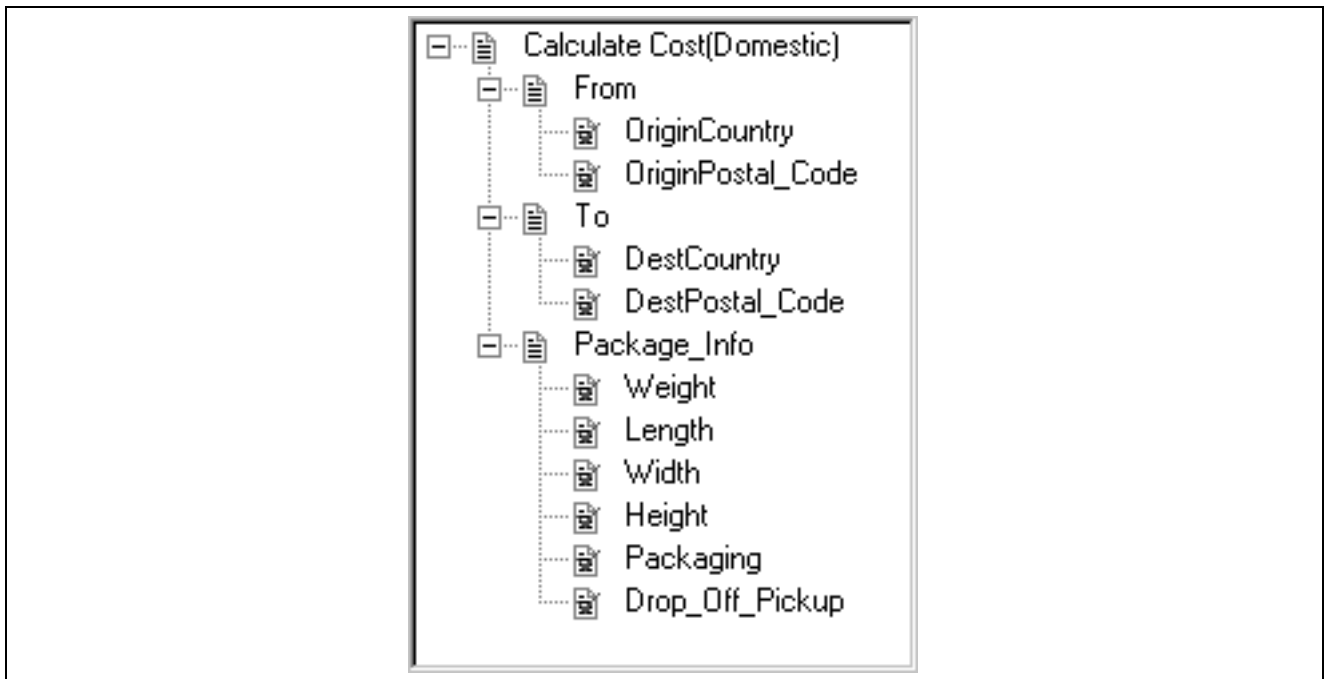 Calculate Cost(Domestic)
From
OriginCountry
OriginPostal_Code
To
DestCountry
DestPostal_Code
Package_Info
Weight
Length
Width
Height
Packaging
Drop_Off_Pickup